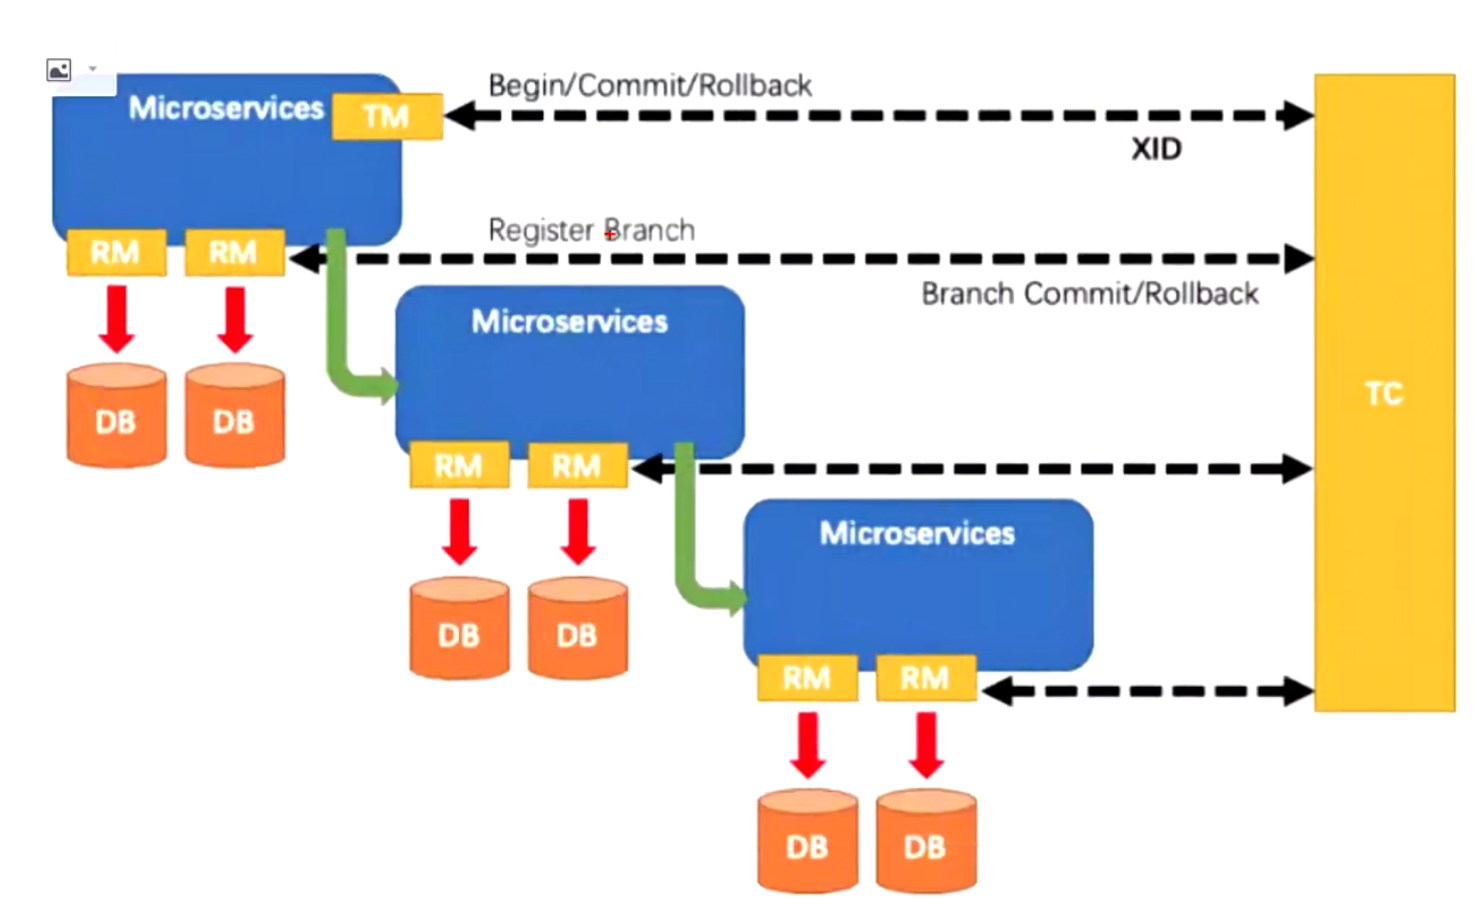 Begin/Commit/Rollback
Microservices
TM
XID
Register Branch
RM
RM
Branch Commit/Rollback
Microservices
TC
DB
DB
RM
RM
Microservices
DB
DB
RM
RM
DB
DB